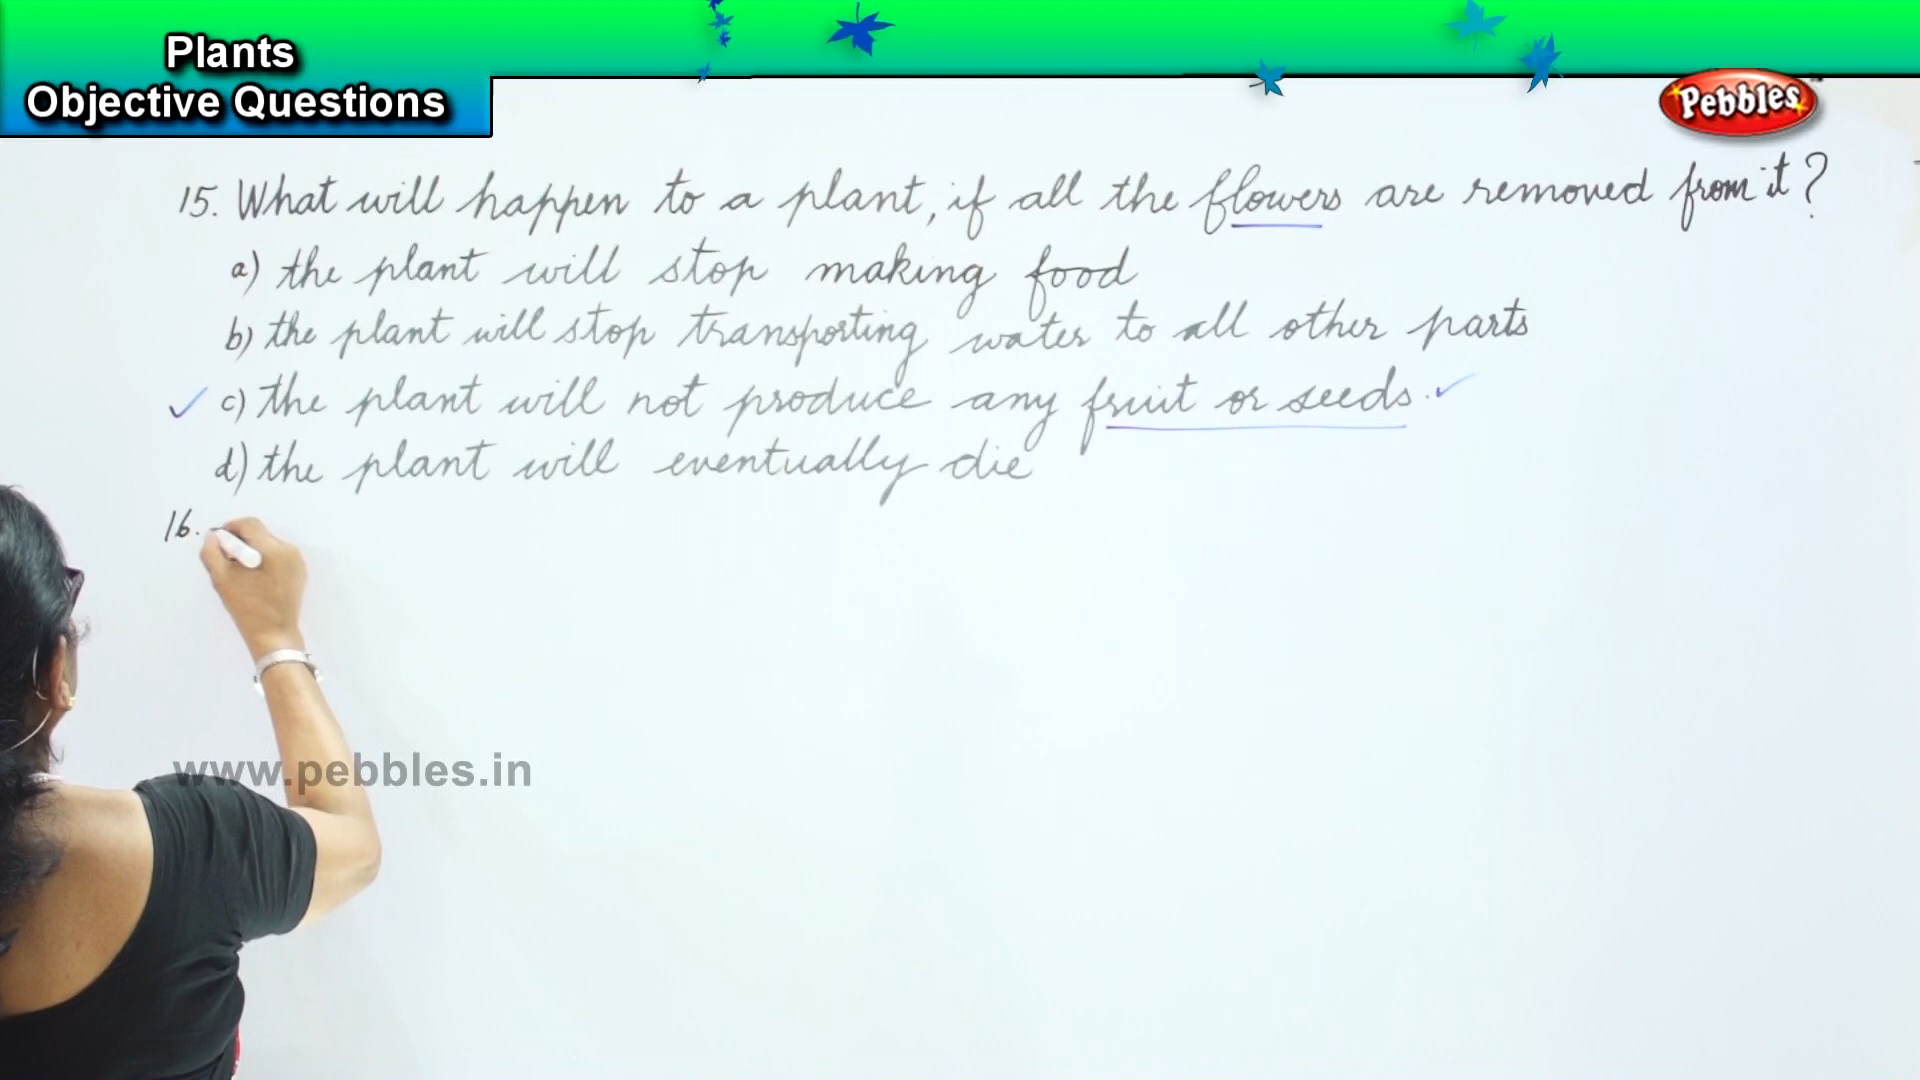 Plants
Objective Questions
Pebbles
15. What will happen to a plant, if all the flowers are removed from it?
a) the plant will stop making food
b) the plant will stop transporting water to all other parts
c) the plant will not produce any fruit or seeds.
d) the plant will eventually die
16.
www.pebbles.in